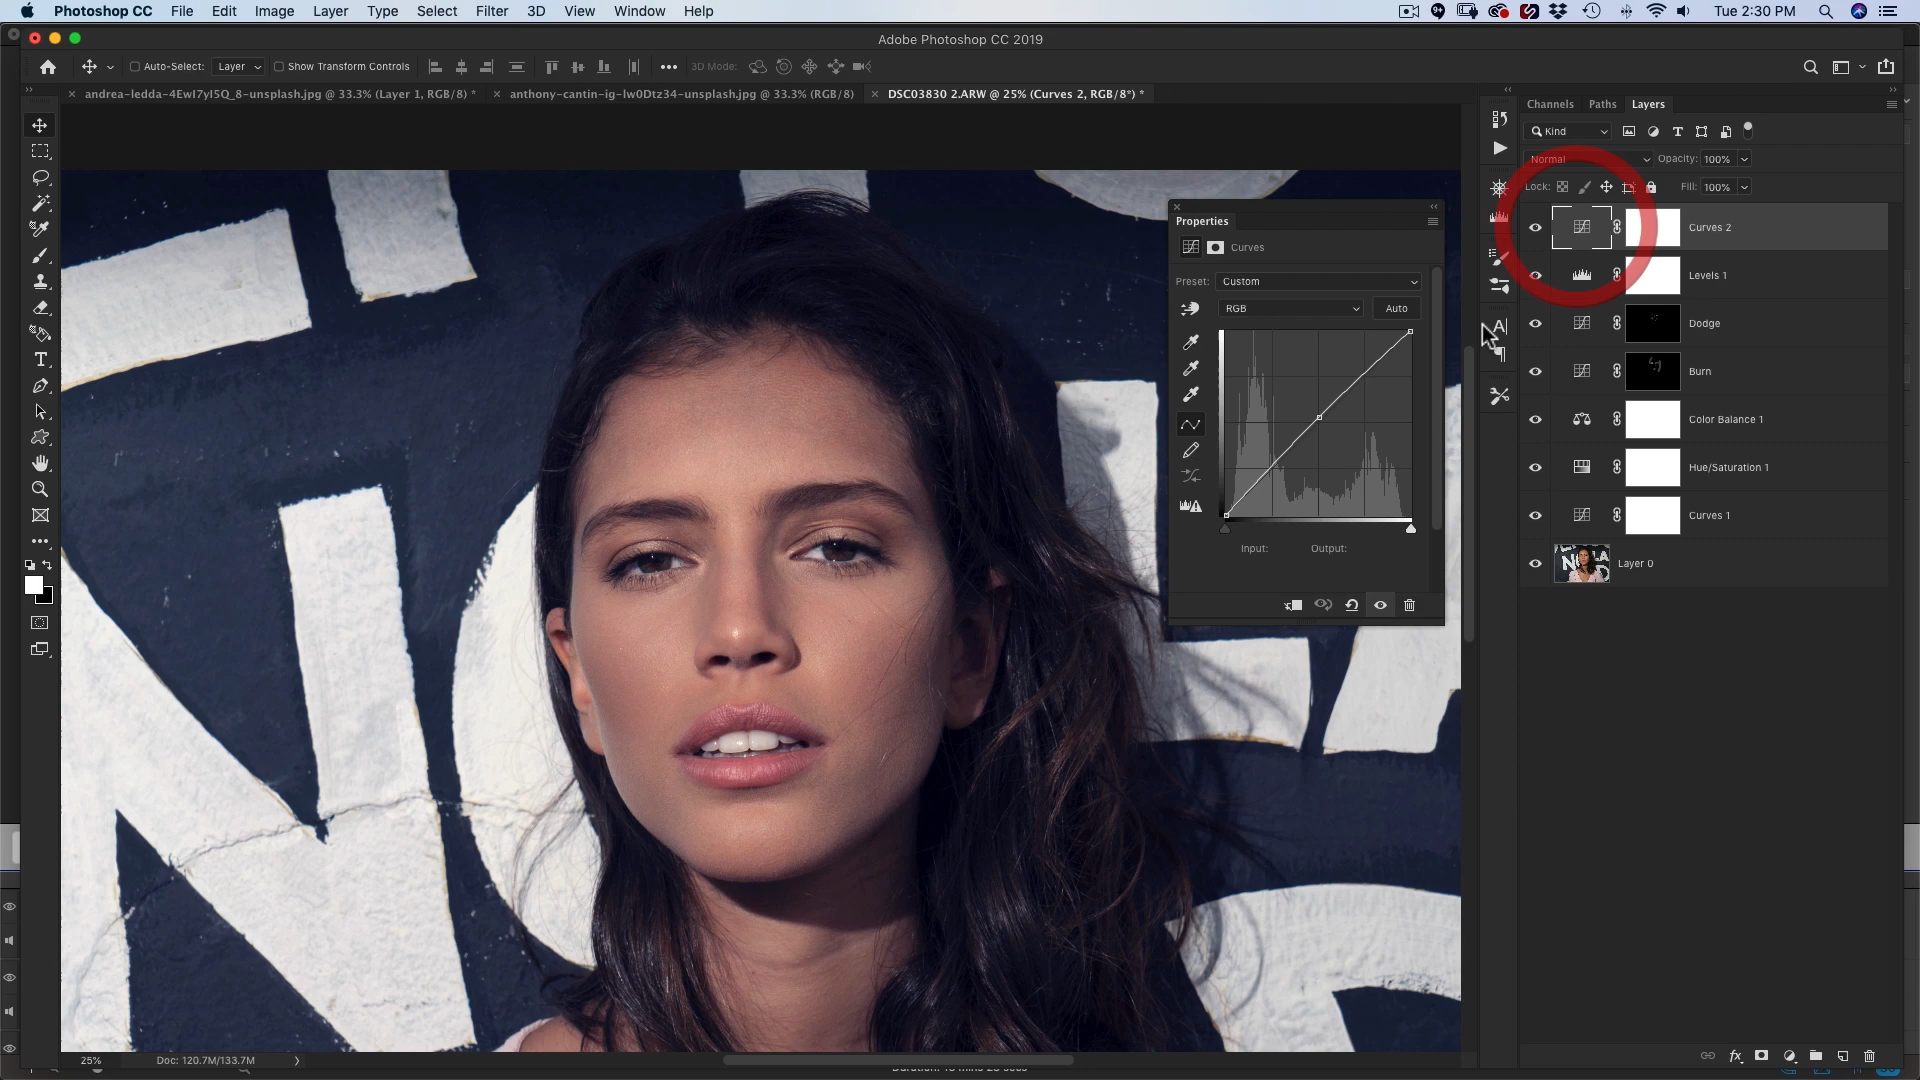 Photoshop CC File Edit Image Layer Type Select Filter 3D View Window Help
9+ Tue 2:30 PM
Adobe Photoshop CC 2019
Auto-Select: Layer Show Transform Controls 3D Mode:
andrea-ledda-4EwI7yI5Q_8-unsplash.jpg @ 33.3% (Layer 1, RGB/8) *
anthony-cantin-ig-lw0Dtz34-unsplash.jpg @ 33.3% (RGB/8)
DSC03830 2.ARW @ 25% (Curves 2, RGB/8*) *
Channels Paths Layers
Kind
Normal Opacity: 100%
Lock: Fill: 100%
Curves 2
Levels 1
Dodge
Burn
Color Balance 1
Hue/Saturation 1
Curves 1
Layer 0
Properties
Curves
Preset: Custom
RGB Auto
Input: Output:
25% Doc: 120.7M/133.7M